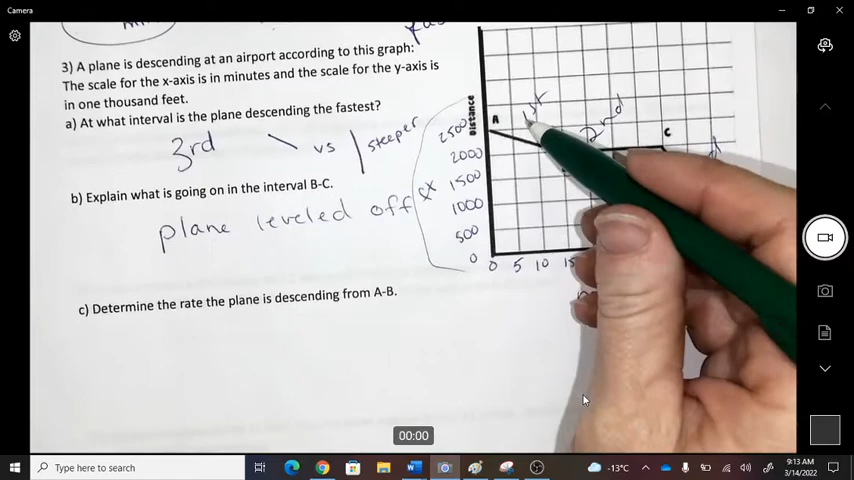 Camera
3) A plane is descending at an airport according to this graph:
The scale for the x-axis is in minutes and the scale for the y-axis is
in one thousand feet.
a) At what interval is the plane descending the fastest?
3rd vs steeper
b) Explain what is going on in the interval B-C.
plane leveled off
c) Determine the rate the plane is descending from A-B.
Distance
A
1st
2nd
C
2500
2000
1500
1000
500
0
0 5 10 15
00:00
Type here to search
-13°C
9:13 AM
3/14/2022